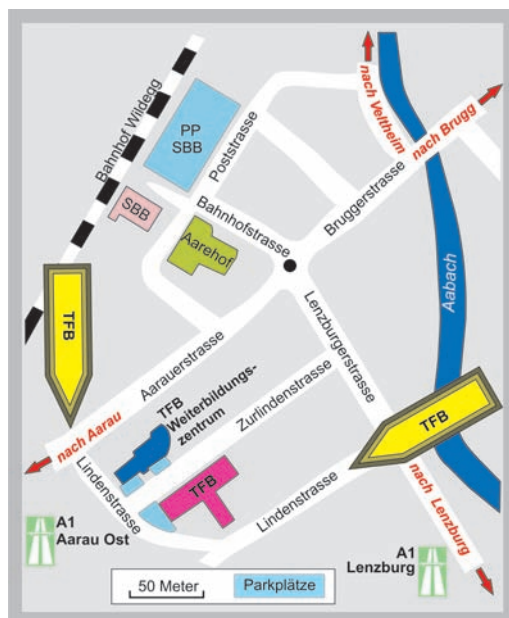 Bahnhof Wildegg
PP
SBB
Poststrasse
nach Veltheim
nach Brugg
SBB
Bahnhofstrasse
Bruggerstrasse
Aarehof
Aabach
TFB
Aarauerstrasse
Lenzburgerstrasse
TFB
Weiterbildungs-
zentrum
Zurlindenstrasse
TFB
nach Aarau
Lindenstrasse
TFB
Lindenstrasse
nach Lenzburg
A1
Aarau Ost
A1
Lenzburg
50 Meter
Parkplätze